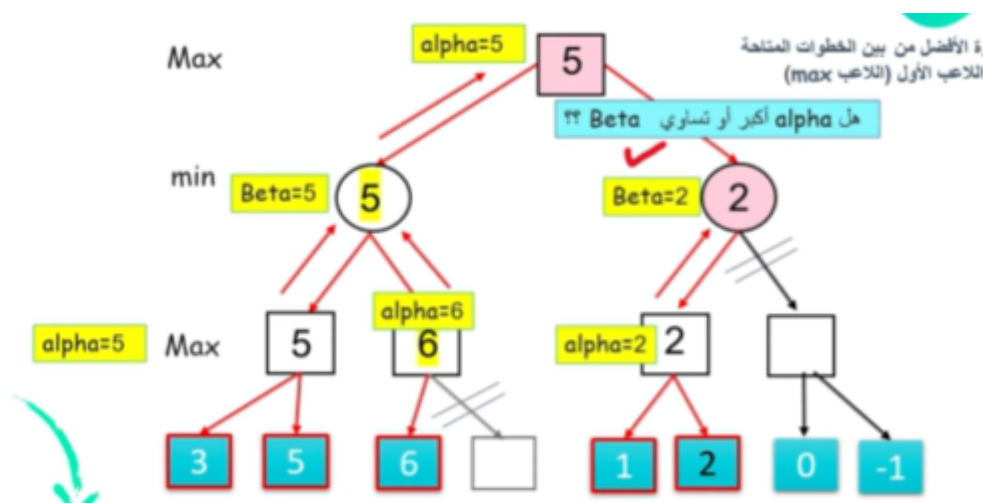 ة الأفضل من بين الخطوات المتاحة
اللاعب الأول (اللاعب max)
Max
alpha=5
5
هل alpha أكبر أو تساوي Beta ؟؟
min
Beta=5
5
Beta=2
2
alpha=5
Max
5
alpha=6
6
alpha=2
2
3
5
6
1
2
0
-1